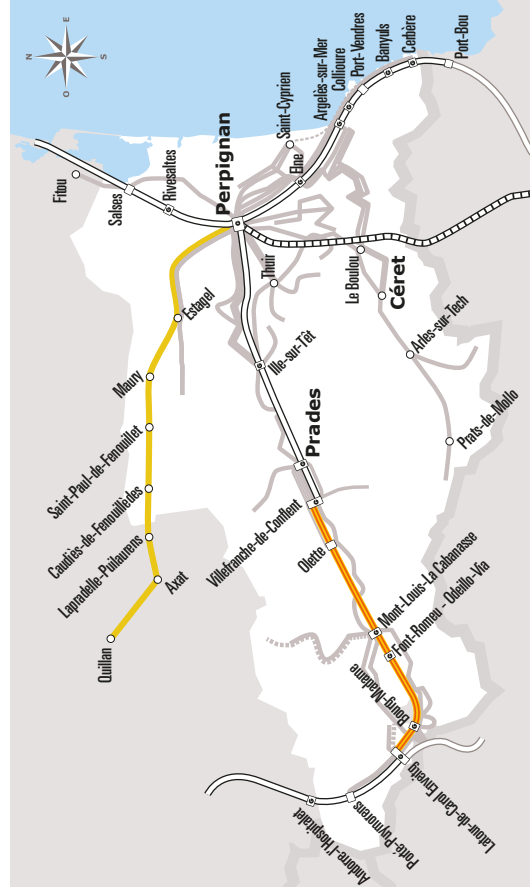 N
E
S
O
Fitou
Salses
Rivesaltes
Perpignan
Saint-Cyprien
Elne
Argelès-sur-Mer
Collioure
Port-Vendres
Banyuls
Cerbère
Port-Bou
Thuir
Le Boulou
Céret
Arles-sur-Tech
Prats-de-Mollo
Estagel
Maury
Saint-Paul-de-Fenouillet
Caudiès-de-Fenouillèdes
Lapradelle-Puilaurens
Axat
Quillan
Ille-sur-Têt
Prades
Villefranche-de-Conflent
Olette
Mont-Louis-La Cabanasse
Font-Romeu - Odeillo-Via
Bourg-Madame
Latour-de-Carol Enveitg
Porté-Puymorens
Andorre-l'Hospitalet